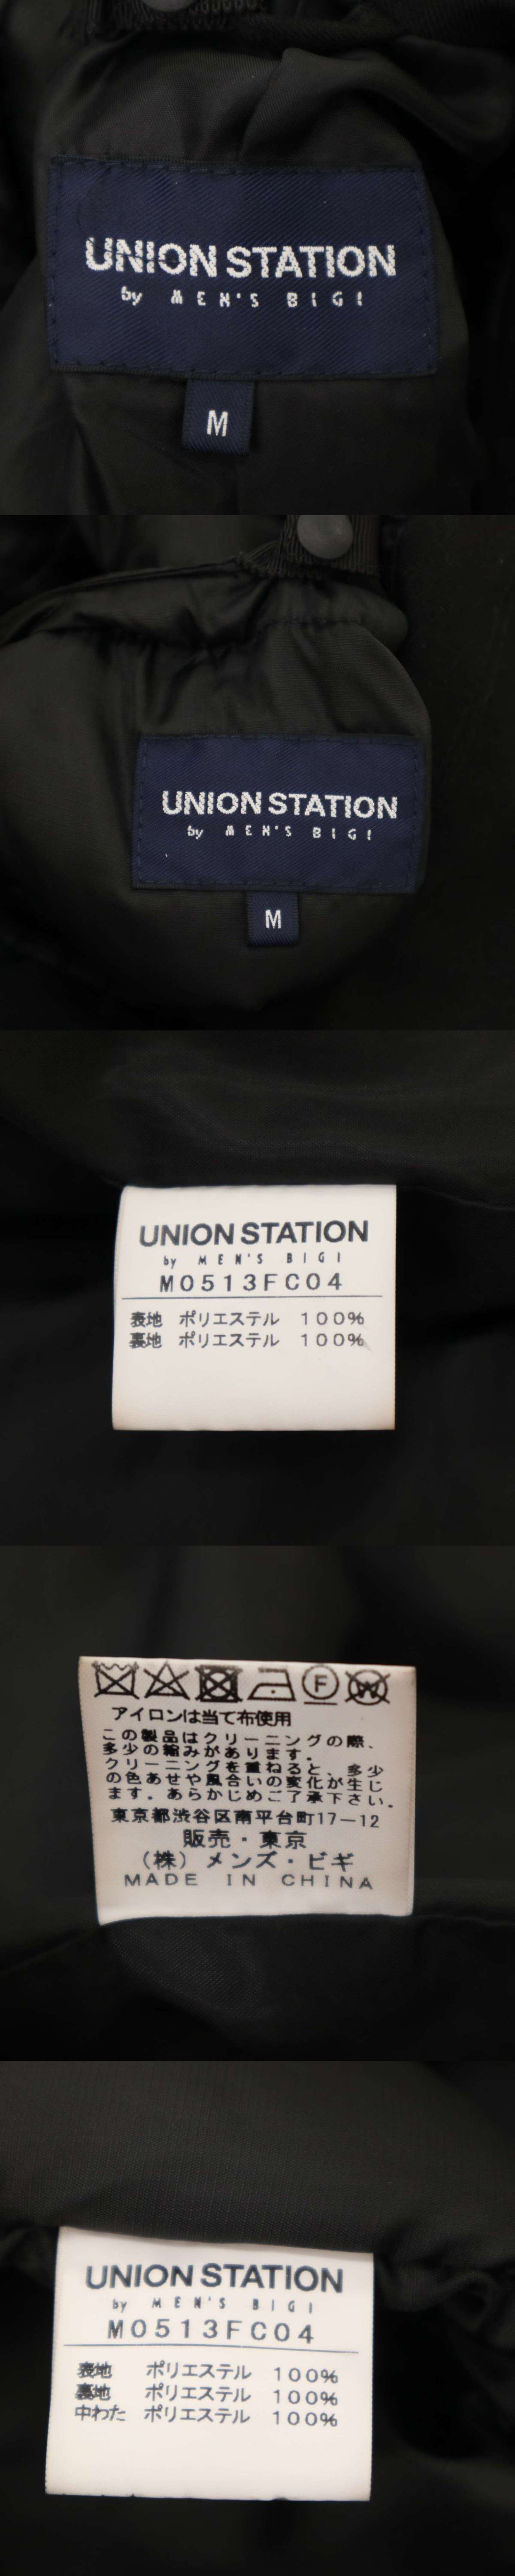 UNION STATION
by MEN'S BIGI
M
UNION STATION
by MEN'S BIGI
M
UNION STATION
by MEN'S BIGI
M0513FC04
表地 ポリエステル 100%
裏地 ポリエステル 100%
F
W
アイロンは当て布使用
この製品はクリーニングの際、
多少の縮みがあります。
クリーニングを重ねると、多少
の色あせや風合いの変化が生じ
ます。あらかじめご了承下さい。
東京都渋谷区南平台町17-12
販売・東京
(株)メンズ・ビギ
MADE IN CHINA
UNION STATION
by MEN'S BIGI
M0513FC04
表地 ポリエステル 100%
裏地 ポリエステル 100%
中わた ポリエステル 100%